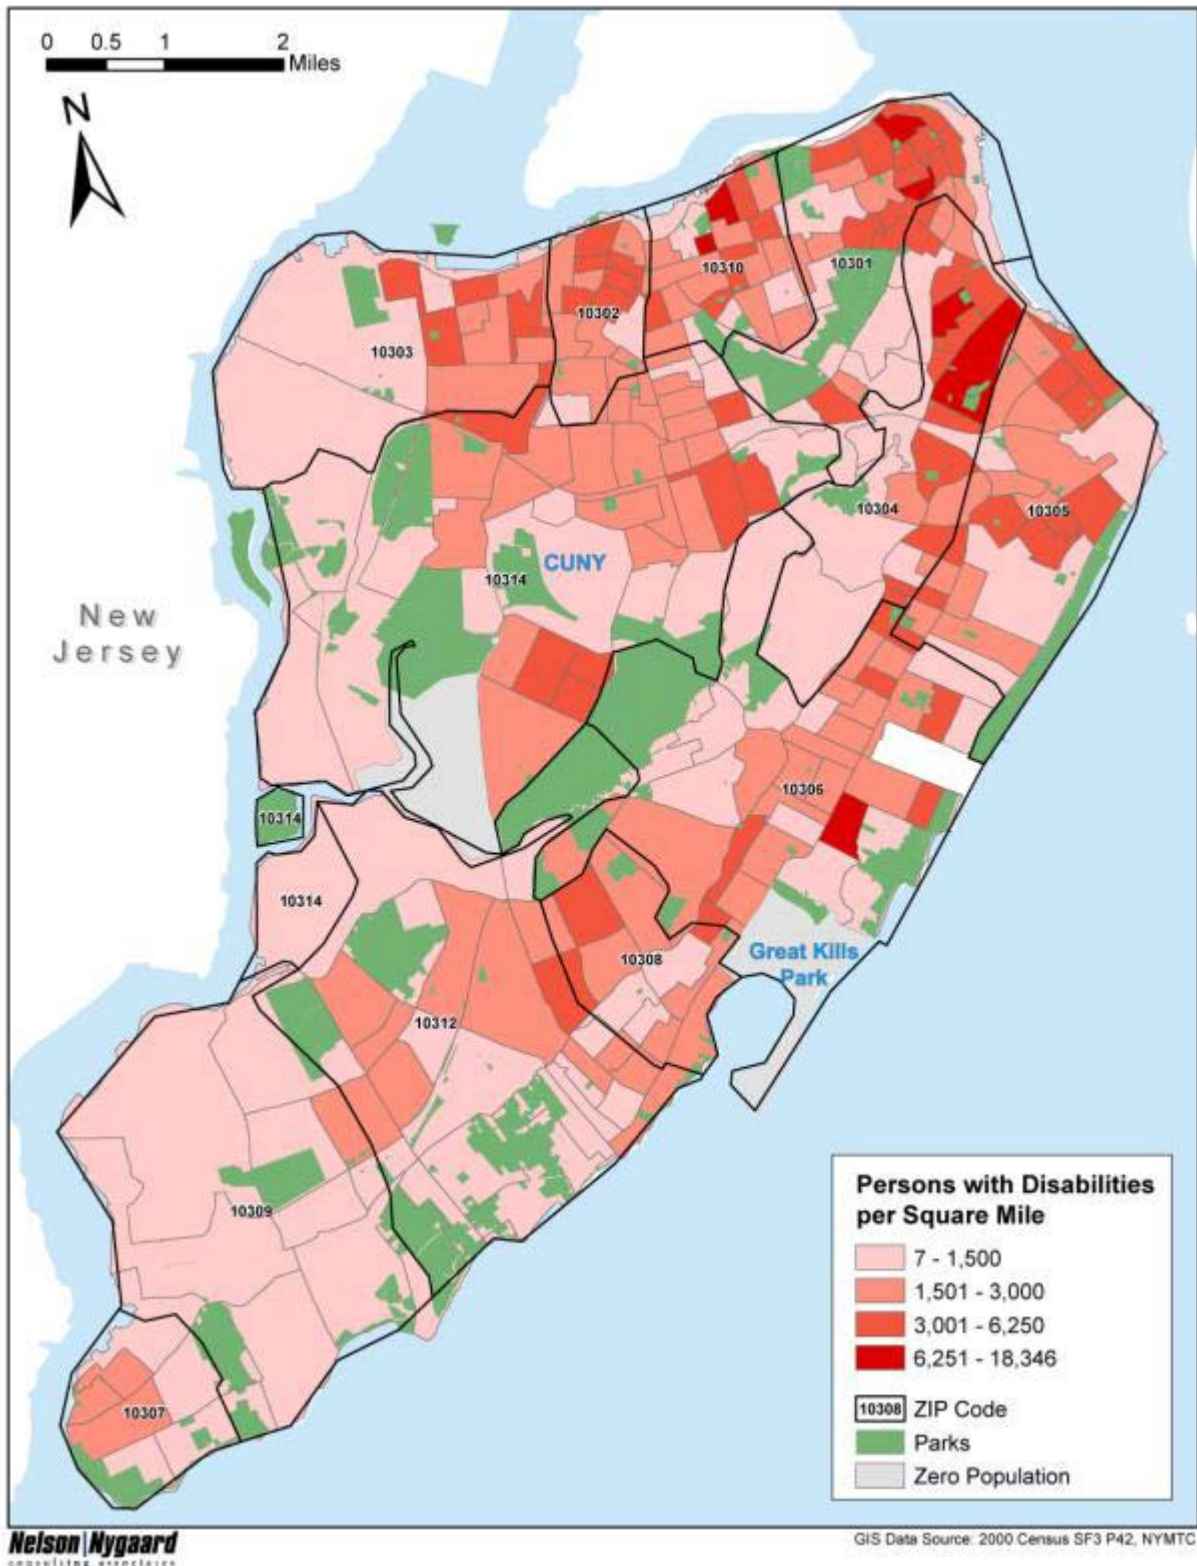 0 0.5 1 2
Miles
N
10303
10302
10310
10301
10304
10305
CUNY
10314
New
Jersey
10314
10306
10314
10308
Great Kills
Park
10312
10309
10307
Persons with Disabilities
per Square Mile
7 - 1,500
1,501 - 3,000
3,001 - 6,250
6,251 - 18,346
10308 ZIP Code
Parks
Zero Population
Nelson|Nygaard
consulting associates
GIS Data Source: 2000 Census SF3 P42, NYMTC